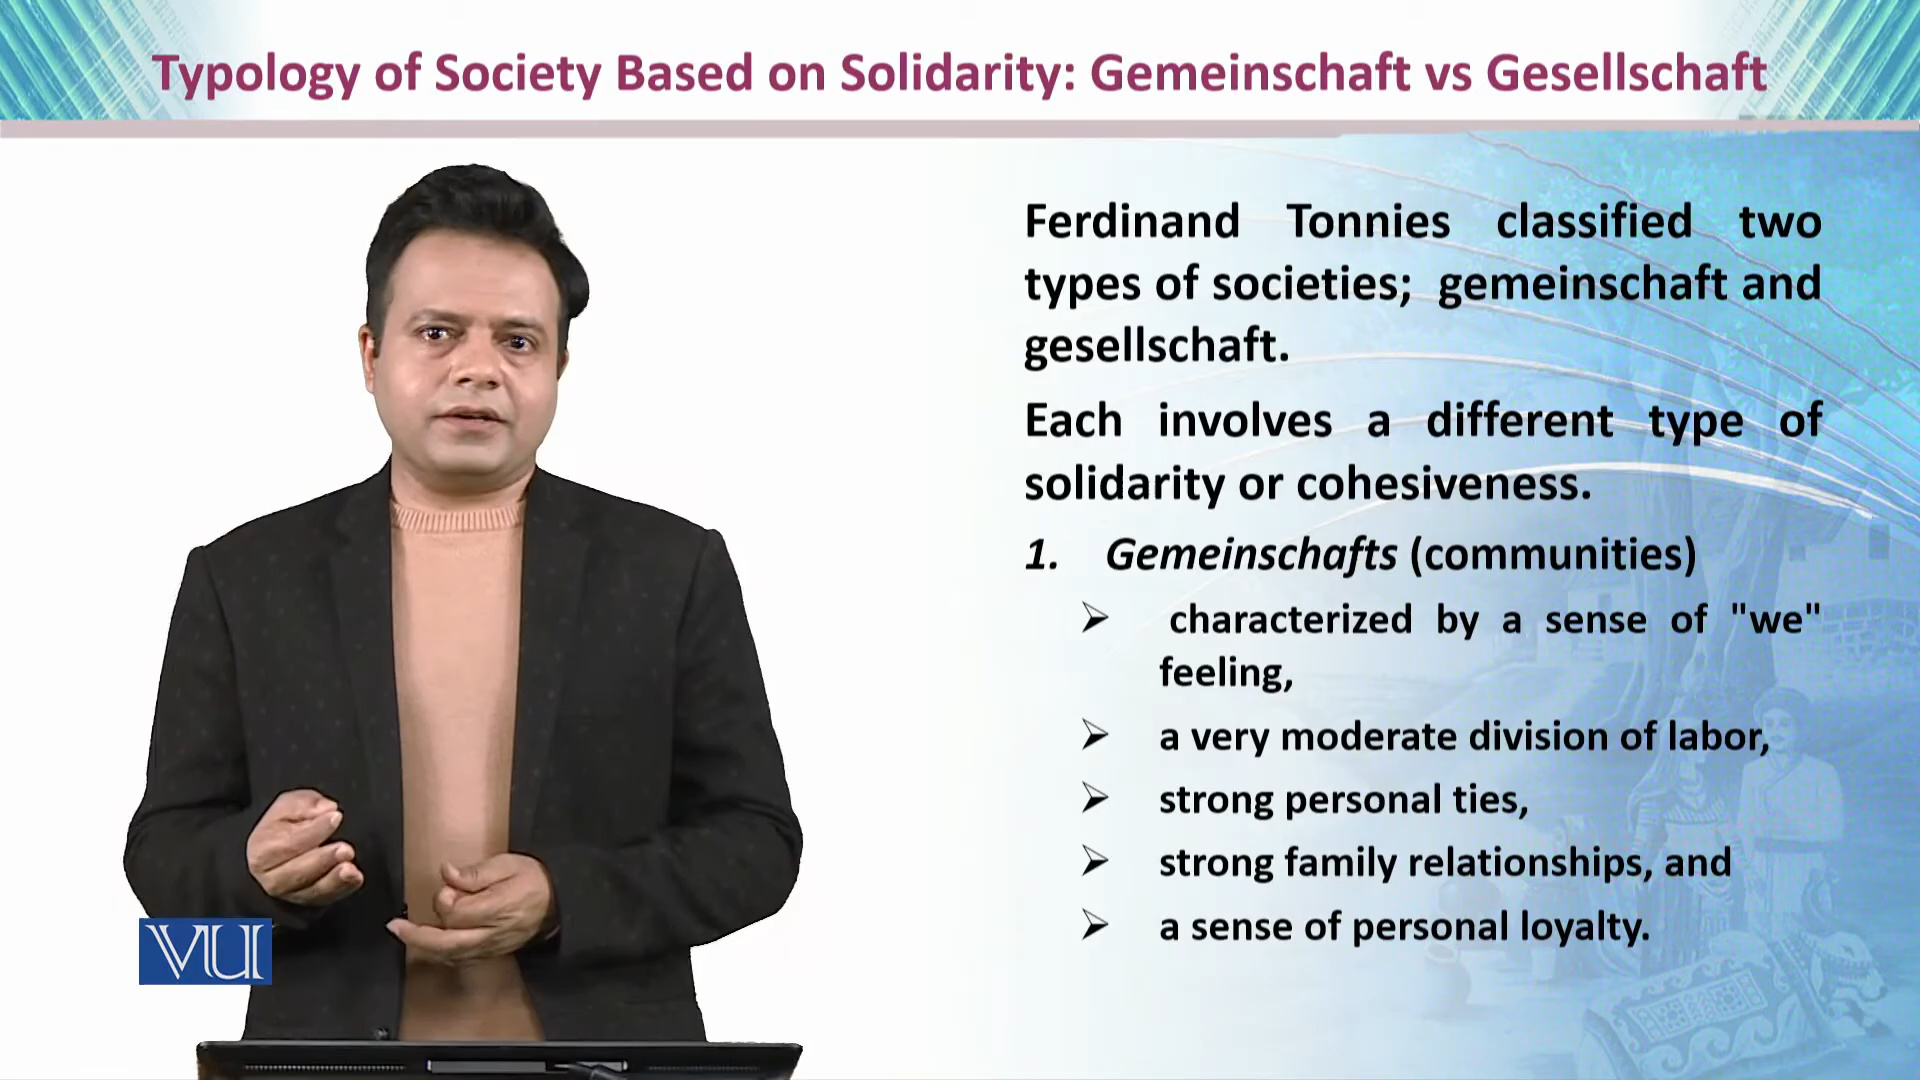 Typology of Society Based on Solidarity: Gemeinschaft vs Gesellschaft
Ferdinand Tonnies classified two
types of societies; gemeinschaft and
gesellschaft.
Each involves a different type of
solidarity or cohesiveness.
1. Gemeinschafts (communities)
➢ characterized by a sense of "we"
feeling,
➢ a very moderate division of labor,
➢ strong personal ties,
➢ strong family relationships, and
➢ a sense of personal loyalty.
VU